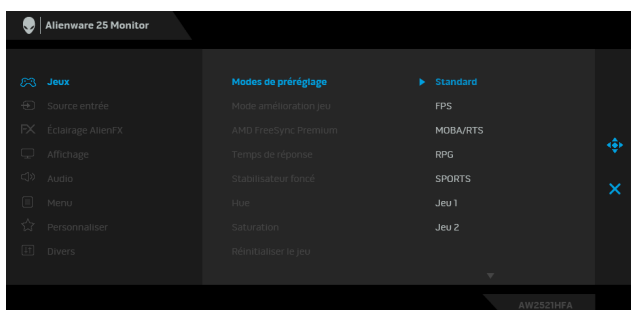 Alienware 25 Monitor
Jeux Modes de préréglage Standard
Source entrée Mode amélioration jeu FPS
FX Éclairage AlienFX AMD FreeSync Premium MOBA/RTS
Affichage Temps de réponse RPG
Audio Stabilisateur foncé SPORTS
Menu Hue Jeu 1
Personnaliser Saturation Jeu 2
Divers Réinitialiser le jeu
AW2521HFA